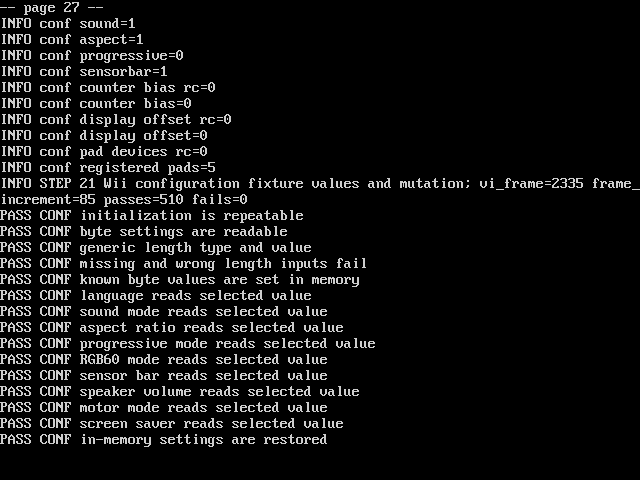 -- page 27 --
INFO conf sound=1
INFO conf aspect=1
INFO conf progressive=0
INFO conf sensorbar=1
INFO conf counter bias rc=0
INFO conf counter bias=0
INFO conf display offset rc=0
INFO conf display offset=0
INFO conf pad devices rc=0
INFO conf registered pads=5
INFO STEP 21 Wii configuration fixture values and mutation; vi_frame=2335 frame_
increment=85 passes=510 fails=0
PASS CONF initialization is repeatable
PASS CONF byte settings are readable
PASS CONF generic length type and value
PASS CONF missing and wrong length inputs fail
PASS CONF known byte values are set in memory
PASS CONF language reads selected value
PASS CONF sound mode reads selected value
PASS CONF aspect ratio reads selected value
PASS CONF progressive mode reads selected value
PASS CONF RGB60 mode reads selected value
PASS CONF sensor bar reads selected value
PASS CONF speaker volume reads selected value
PASS CONF motor mode reads selected value
PASS CONF screen saver reads selected value
PASS CONF in-memory settings are restored